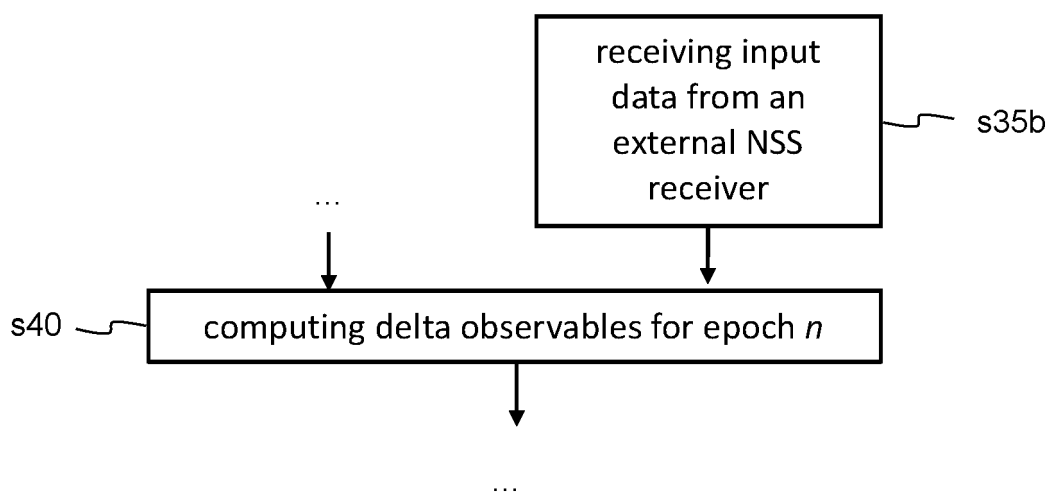 receiving input
data from an
external NSS
receiver
s35b
...
s40
computing delta observables for epoch n
...